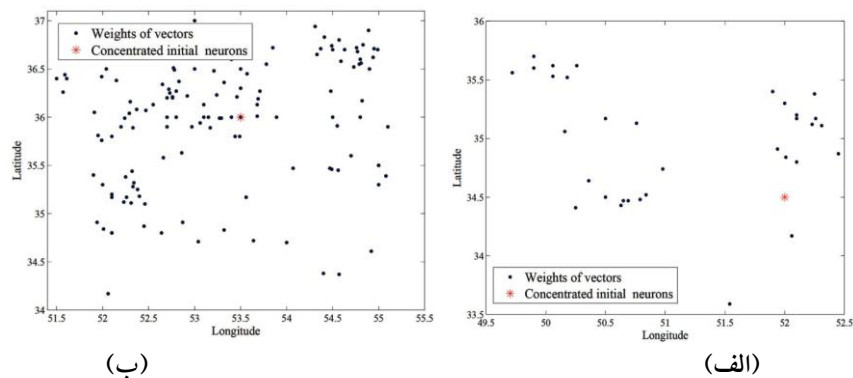 37
36.5
36
35.5
35
34.5
34
Latitude
Weights of vectors
Concentrated initial neurons
51.5 52 52.5 53 53.5 54 54.5 55 55.5
Longitude
(ب)
36
35.5
35
34.5
34
33.5
Latitude
Weights of vectors
Concentrated initial neurons
49.5 50 50.5 51 51.5 52 52.5
Longitude
(الف)